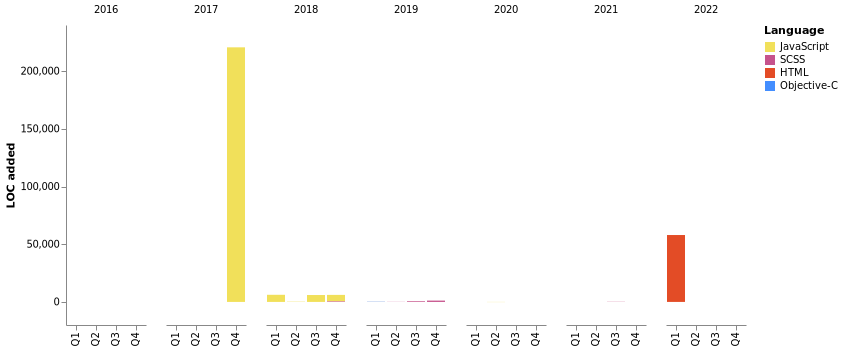 2016 2017 2018 2019 2020 2021 2022
Language
JavaScript
SCSS
HTML
Objective-C
LOC added
200,000
150,000
100,000
50,000
0
Q1 Q2 Q3 Q4 Q1 Q2 Q3 Q4 Q1 Q2 Q3 Q4 Q1 Q2 Q3 Q4 Q1 Q2 Q3 Q4 Q1 Q2 Q3 Q4 Q1 Q2 Q3 Q4